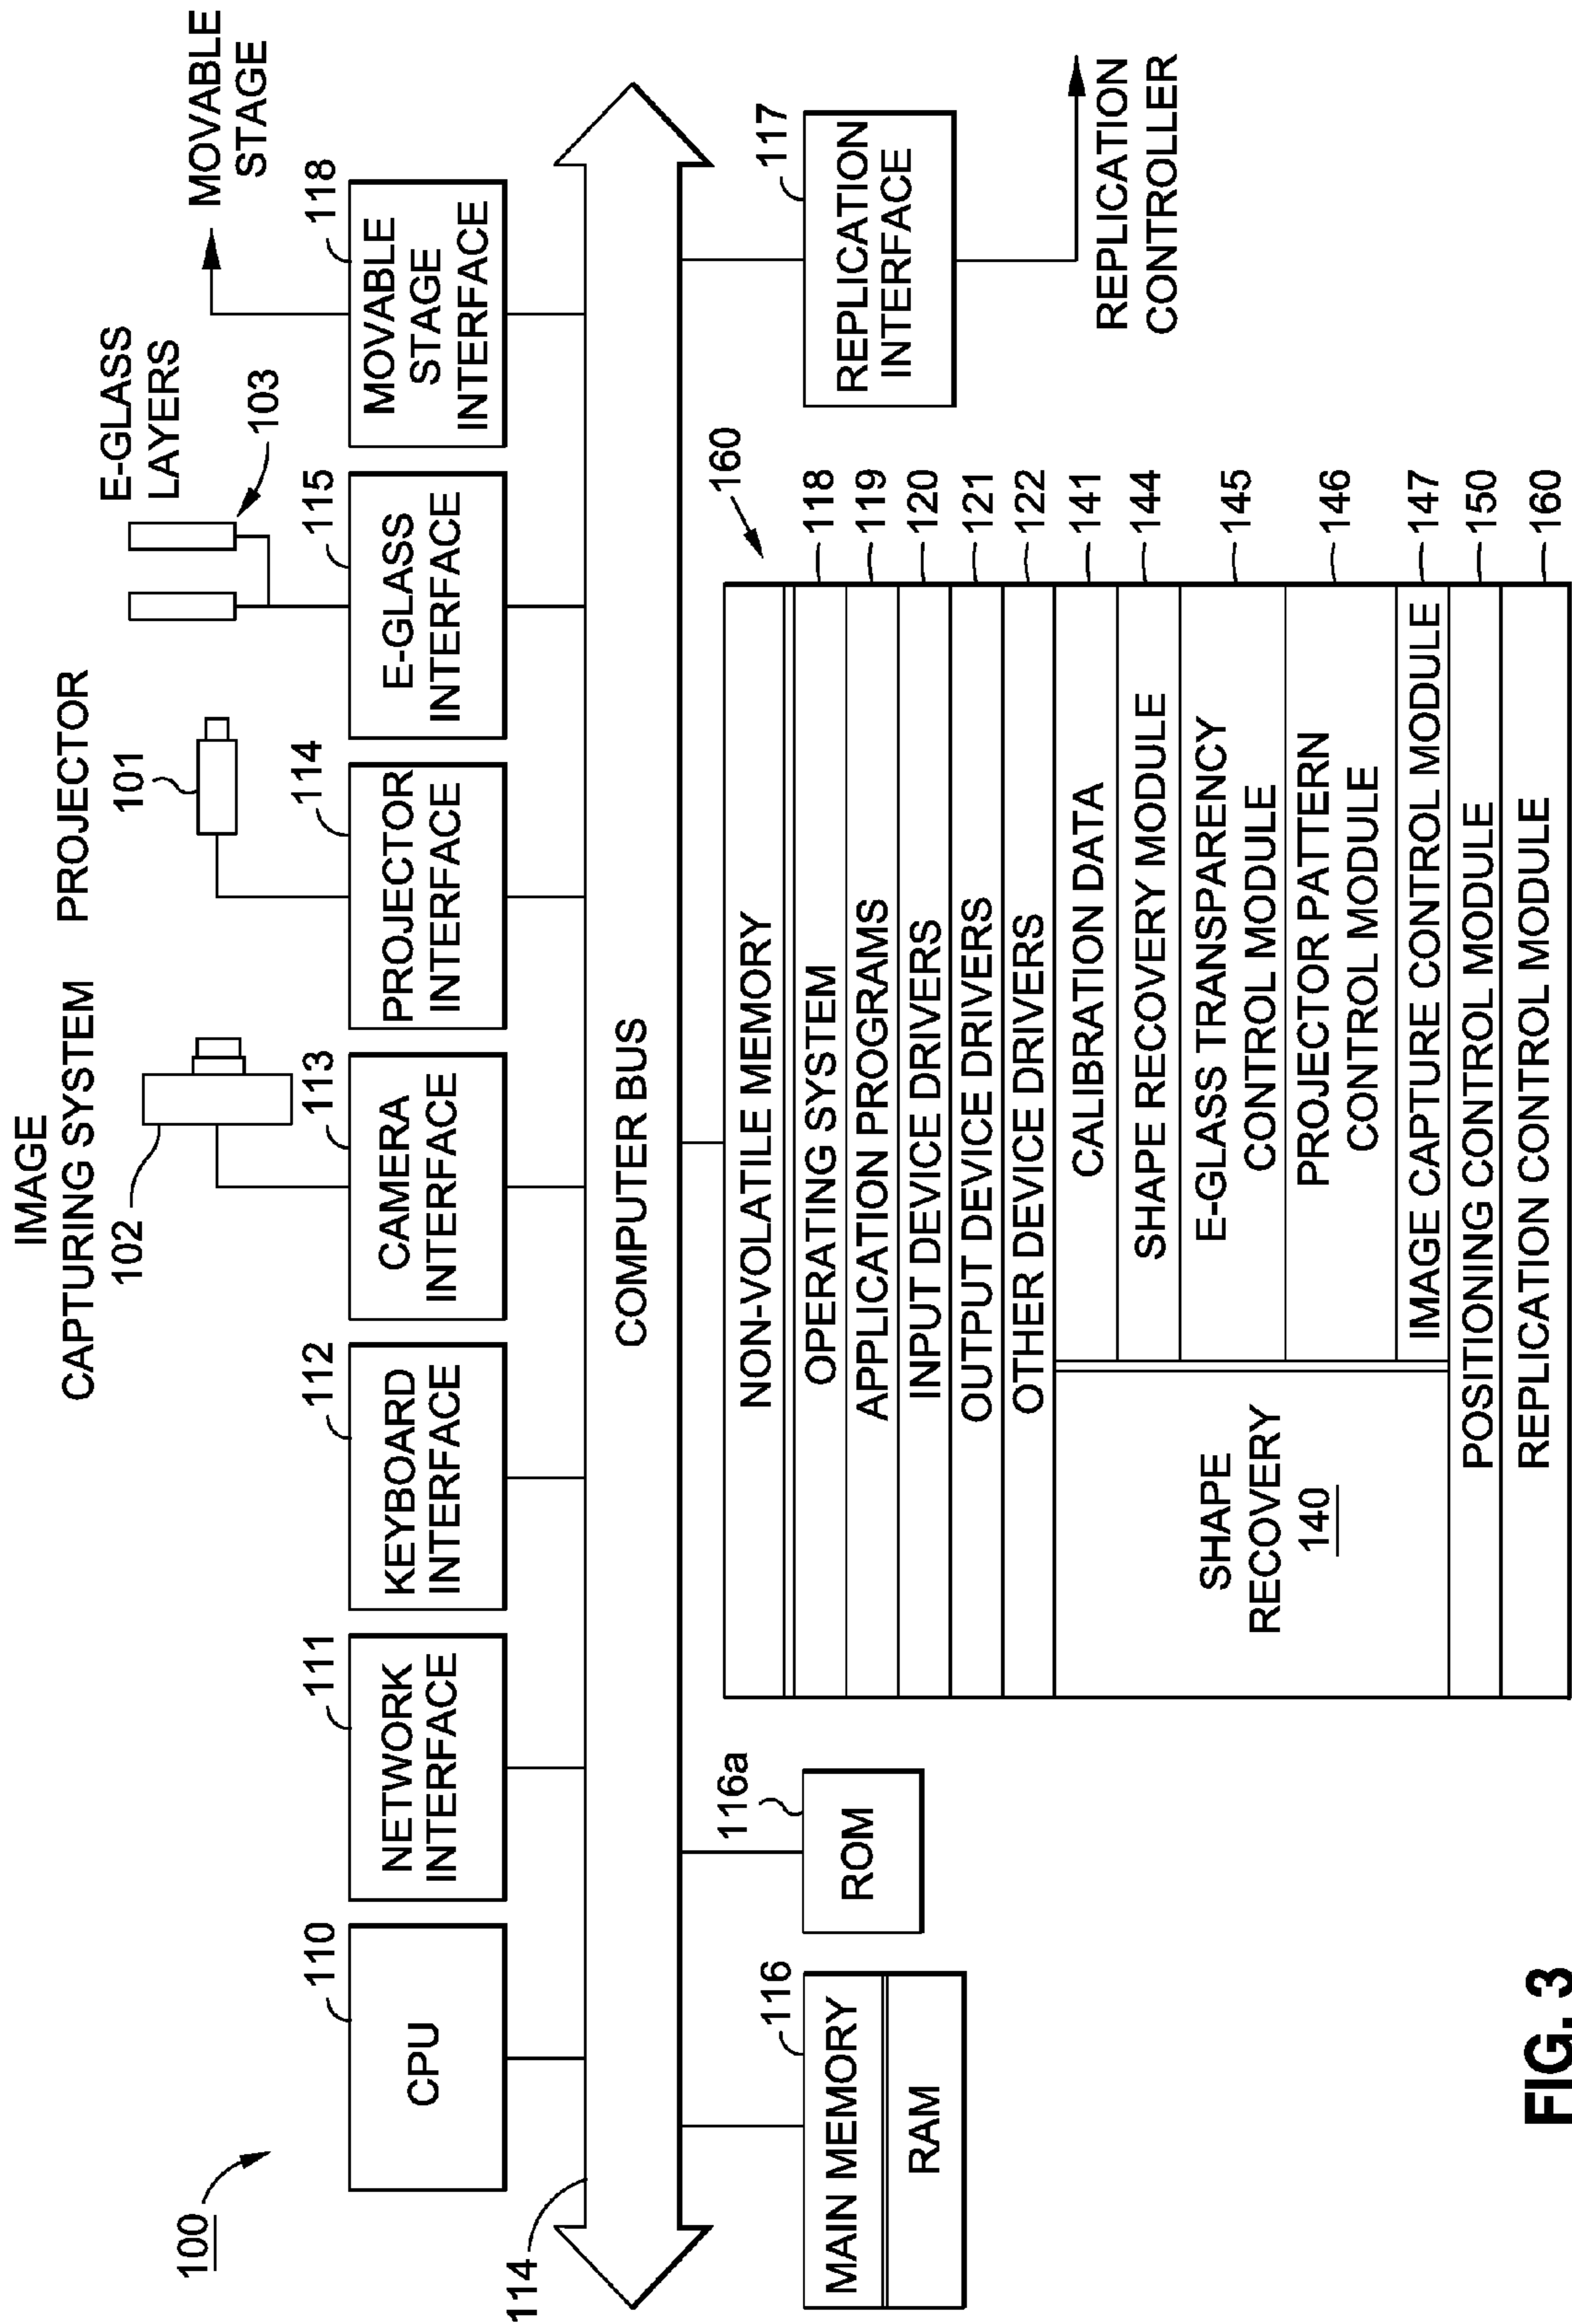 IMAGE
CAPTURING SYSTEM
PROJECTOR
E-GLASS
LAYERS
MOVABLE
STAGE
100
102
101
103
110
111
112
113
114
115
118
CPU
NETWORK
INTERFACE
KEYBOARD
INTERFACE
CAMERA
INTERFACE
PROJECTOR
INTERFACE
E-GLASS
INTERFACE
MOVABLE
STAGE
INTERFACE
114
COMPUTER BUS
116
MAIN MEMORY
RAM
116a
ROM
160
NON-VOLATILE MEMORY
OPERATING SYSTEM
118
APPLICATION PROGRAMS
119
INPUT DEVICE DRIVERS
120
OUTPUT DEVICE DRIVERS
121
OTHER DEVICE DRIVERS
122
SHAPE
RECOVERY
140
CALIBRATION DATA
141
SHAPE RECOVERY MODULE
144
E-GLASS TRANSPARENCY
CONTROL MODULE
145
PROJECTOR PATTERN
CONTROL MODULE
146
IMAGE CAPTURE CONTROL MODULE
147
POSITIONING CONTROL MODULE
150
REPLICATION CONTROL MODULE
160
117
REPLICATION
INTERFACE
REPLICATION
CONTROLLER
FIG. 3